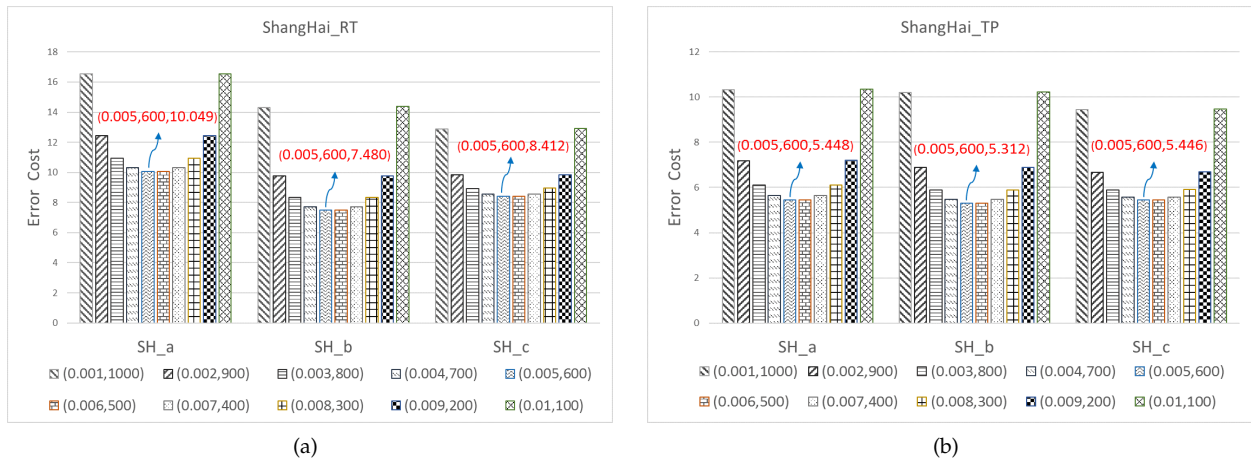 ShangHai_RT
18
16
14
12
10
8
6
4
2
0
Error Cost
(0.005,600,10.049)
(0.005,600,7.480)
(0.005,600,8.412)
SH_a SH_b SH_c
(0.001,1000) (0.002,900) (0.003,800) (0.004,700) (0.005,600)
(0.006,500) (0.007,400) (0.008,300) (0.009,200) (0.01,100)
(a)
ShangHai_TP
12
10
8
6
4
2
0
Error Cost
(0.005,600,5.448) (0.005,600,5.312) (0.005,600,5.446)
SH_a SH_b SH_c
(0.001,1000) (0.002,900) (0.003,800) (0.004,700) (0.005,600)
(0.006,500) (0.007,400) (0.008,300) (0.009,200) (0.01,100)
(b)